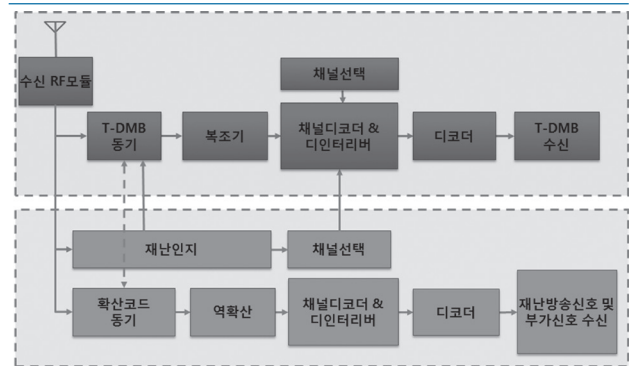 수신 RF모듈
채널선택
T-DMB
동기
복조기
채널디코더 &
디인터리버
디코더
T-DMB
수신
재난인지
채널선택
확산코드
동기
역확산
채널디코더 &
디인터리버
디코더
재난방송신호 및
부가신호 수신